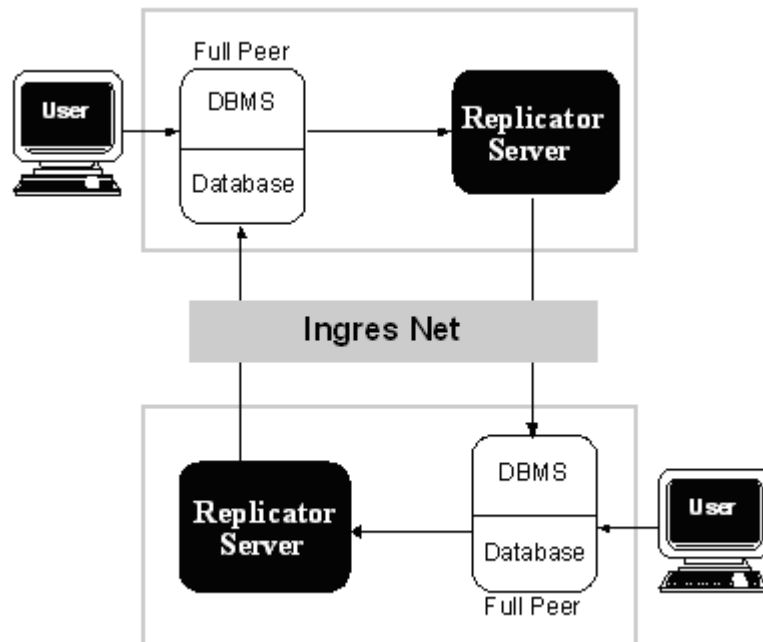 Full Peer
User
DBMS
Database
Replicator
Server
Ingres Net
Replicator
Server
DBMS
Database
User
Full Peer